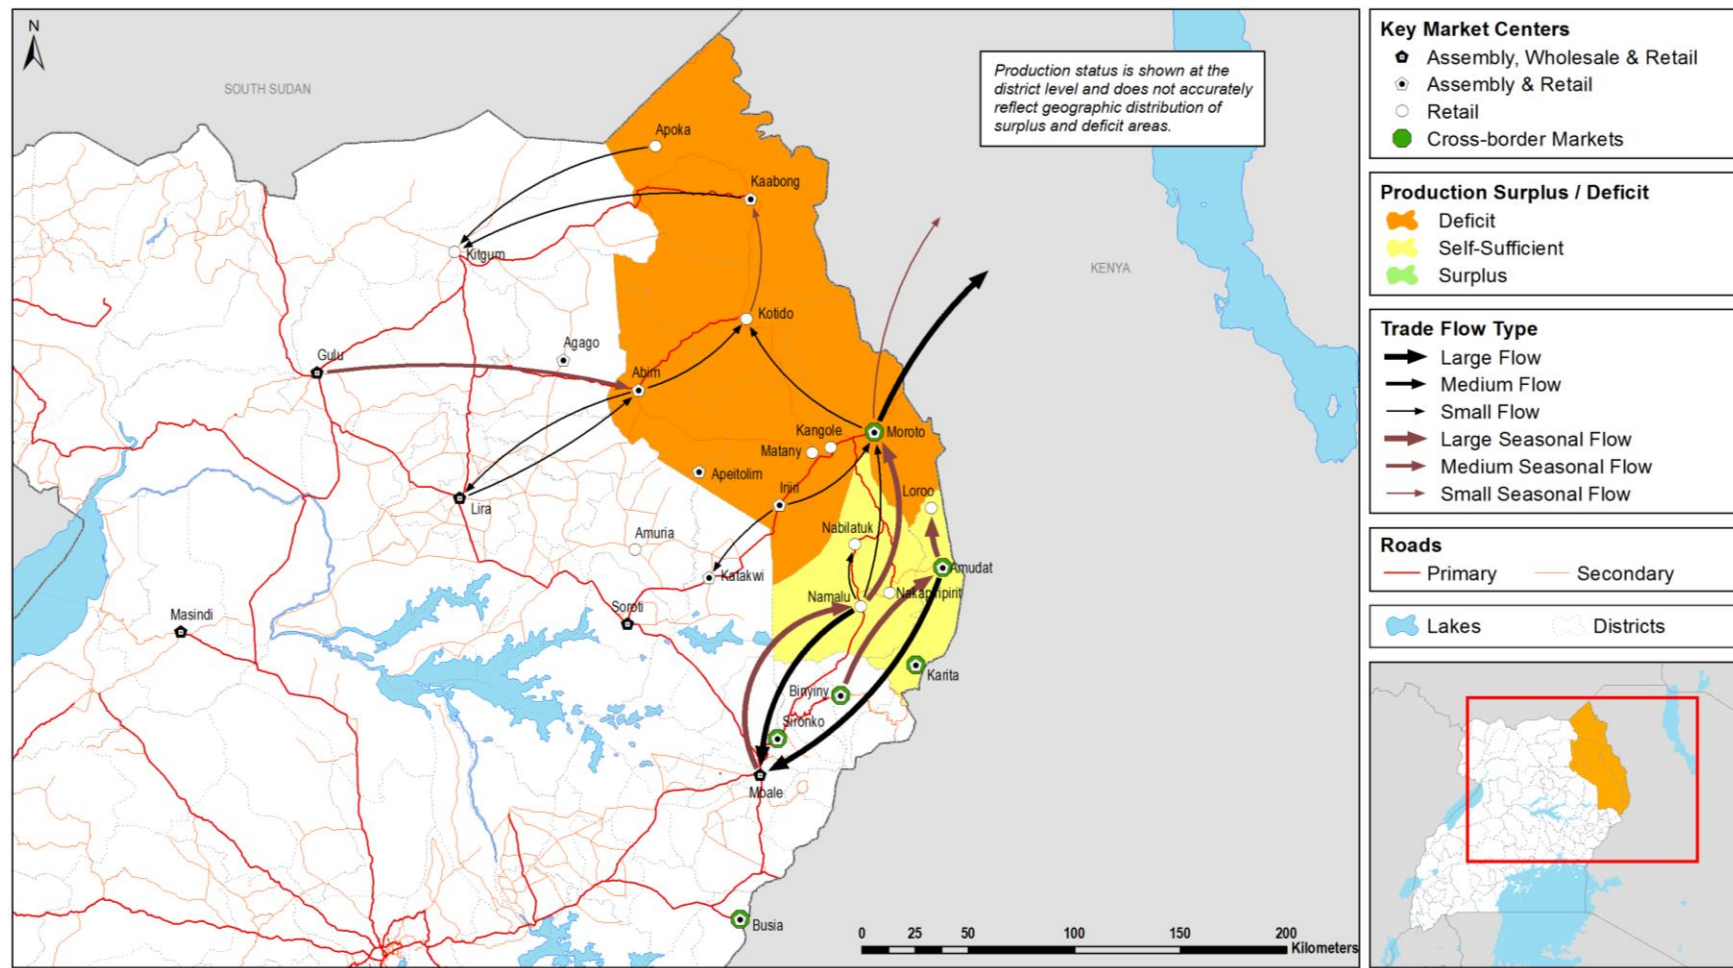 N
SOUTH SUDAN
Production status is shown at the
district level and does not accurately
reflect geographic distribution of
surplus and deficit areas.
Apoka
Kaabong
Kitgum
KENYA
Kotido
Agago
Gulu
Abim
Kangole
Moroto
Matany
Apeitolim
Iriiri
Loroo
Lira
Nabilatuk
Amuria
Katakwi
Amudat
Nakapiripirit
Namalu
Masindi
Soroti
Karita
Binyiny
Sironko
Mbale
Busia
0 25 50 100 150 200
Kilometers
Key Market Centers
Assembly, Wholesale & Retail
Assembly & Retail
Retail
Cross-border Markets
Production Surplus / Deficit
Deficit
Self-Sufficient
Surplus
Trade Flow Type
Large Flow
Medium Flow
Small Flow
Large Seasonal Flow
Medium Seasonal Flow
Small Seasonal Flow
Roads
Primary Secondary
Lakes Districts